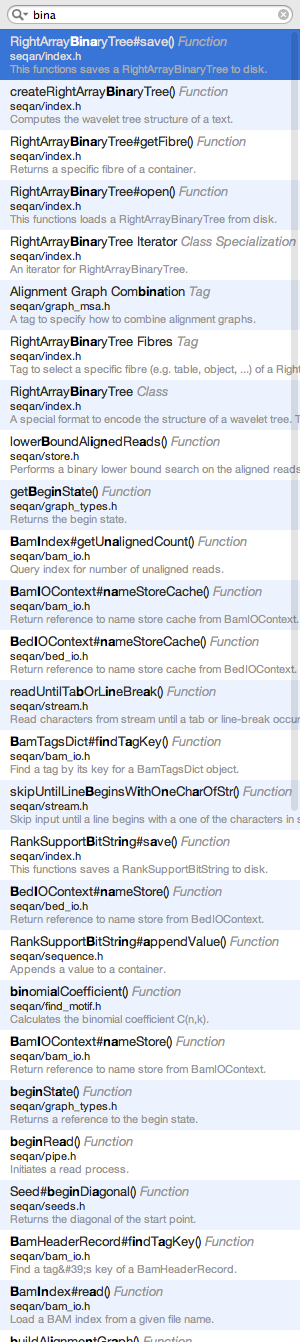 bina
RightArrayBinaryTree#save() Function
seqan/index.h
This functions saves a RightArrayBinaryTree to disk.
createRightArrayBinaryTree() Function
seqan/index.h
Computes the wavelet tree structure of a text.
RightArrayBinaryTree#getFibre() Function
seqan/index.h
Returns a specific fibre of a container.
RightArrayBinaryTree#open() Function
seqan/index.h
This functions loads a RightArrayBinaryTree from disk.
RightArrayBinaryTree Iterator Class Specialization
seqan/index.h
An iterator for RightArrayBinaryTree.
Alignment Graph Combination Tag
seqan/graph_msa.h
A tag to specify how to combine alignment graphs.
RightArrayBinaryTree Fibres Tag
seqan/index.h
Tag to select a specific fibre (e.g. table, object, ...) of a Right
RightArrayBinaryTree Class
seqan/index.h
A special format to encode the structure of a wavelet tree. T
lowerBoundAlignedReads() Function
seqan/store.h
Performs a binary lower bound search on the aligned reads
getBeginState() Function
seqan/graph_types.h
Returns the begin state.
BamIndex#getUnalignedCount() Function
seqan/bam_io.h
Query index for number of unaligned reads.
BamIOContext#nameStoreCache() Function
seqan/bam_io.h
Return reference to name store cache from BamIOContext.
BedIOContext#nameStoreCache() Function
seqan/bed_io.h
Return reference to name store cache from BedIOContext.
readUntilTabOrLineBreak() Function
seqan/stream.h
Read characters from stream until a tab or line-break occur
BamTagsDict#findTagKey() Function
seqan/bam_io.h
Find a tag by its key for a BamTagsDict object.
skipUntilLineBeginsWithOneCharOfStr() Function
seqan/stream.h
Skip input until a line begins with a one of the characters in s
RankSupportBitString#save() Function
seqan/index.h
This functions saves a RankSupportBitString to disk.
BedIOContext#nameStore() Function
seqan/bed_io.h
Return reference to name store from BedIOContext.
RankSupportBitString#appendValue() Function
seqan/sequence.h
Appends a value to a container.
binomialCoefficient() Function
seqan/find_motif.h
Calculates the binomial coefficient C(n,k).
BamIOContext#nameStore() Function
seqan/bam_io.h
Return reference to name store from BamIOContext.
beginState() Function
seqan/graph_types.h
Returns a reference to the begin state.
beginRead() Function
seqan/pipe.h
Initiates a read process.
Seed#beginDiagonal() Function
seqan/seeds.h
Returns the diagonal of the start point.
BamHeaderRecord#findTagKey() Function
seqan/bam_io.h
Find a tag&#39;s key of a BamHeaderRecord.
BamIndex#read() Function
seqan/bam_io.h
Load a BAM index from a given file name.
buildAlignmentGraph() Function